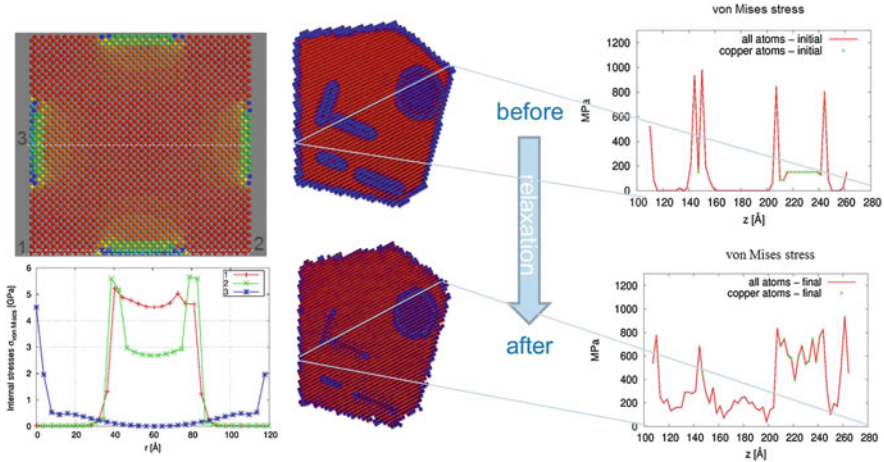 3
1
2
6
5
4
3
2
1
0
Internal stresses σvon Mises [GPa]
1
2
3
0 20 40 60 80 100 120
r [Å]
before
relaxation
after
von Mises stress
all atoms – initial
copper atoms – initial
MPa
1200
1000
800
600
400
200
0
100 120 140 160 180 200 220 240 260 280
z [Å]
von Mises stress
all atoms – final
copper atoms – final
MPa
1200
1000
800
600
400
200
0
100 120 140 160 180 200 220 240 260 280
z [Å]